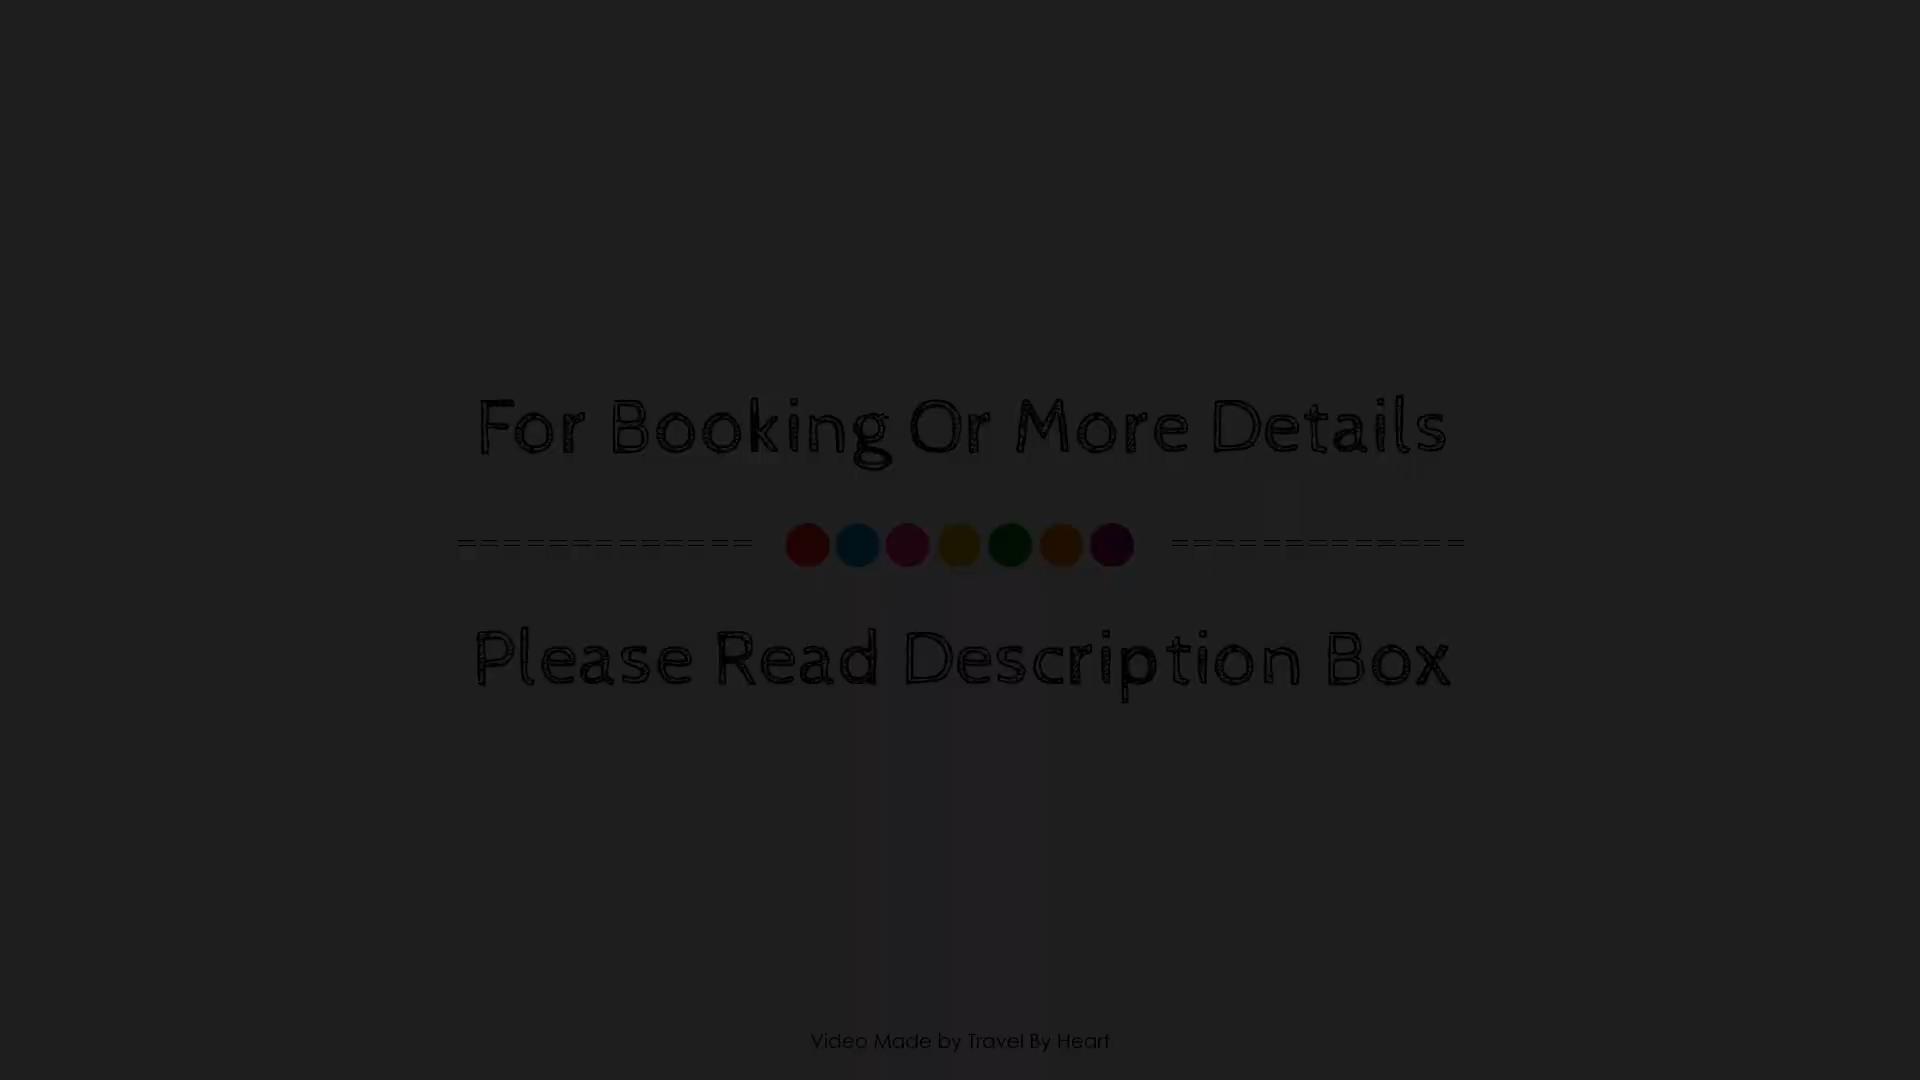 For Booking Or More Details
============= =============
Please Read Description Box
Video Made by Travel By Heart